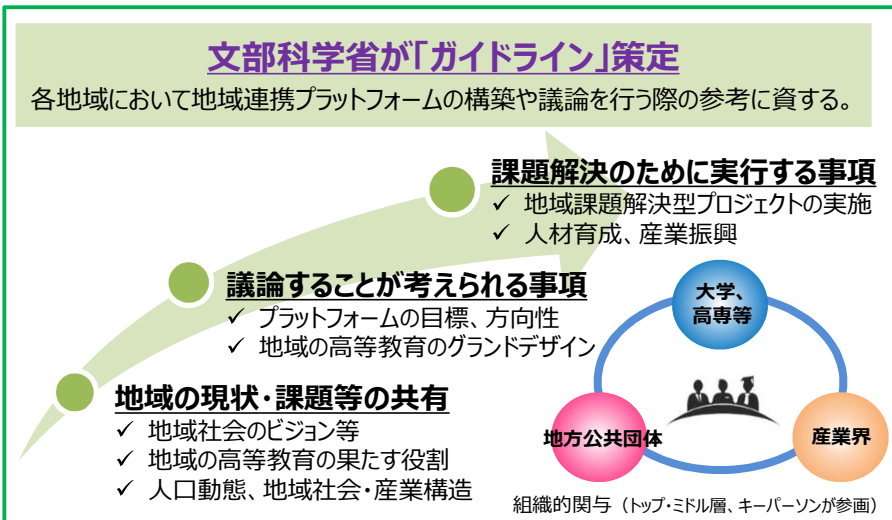 文部科学省が「ガイドライン」策定
各地域において地域連携プラットフォームの構築や議論を行う際の参考に資する。
課題解決のために実行する事項
✓ 地域課題解決型プロジェクトの実施
✓ 人材育成、産業振興
議論することが考えられる事項
✓ プラットフォームの目標、方向性
✓ 地域の高等教育のグランドデザイン
地域の現状・課題等の共有
✓ 地域社会のビジョン等
✓ 地域の高等教育の果たす役割
✓ 人口動態、地域社会・産業構造
大学、
高専等
地方公共団体
産業界
組織的関与（トップ・ミドル層、キーパーソンが参画）